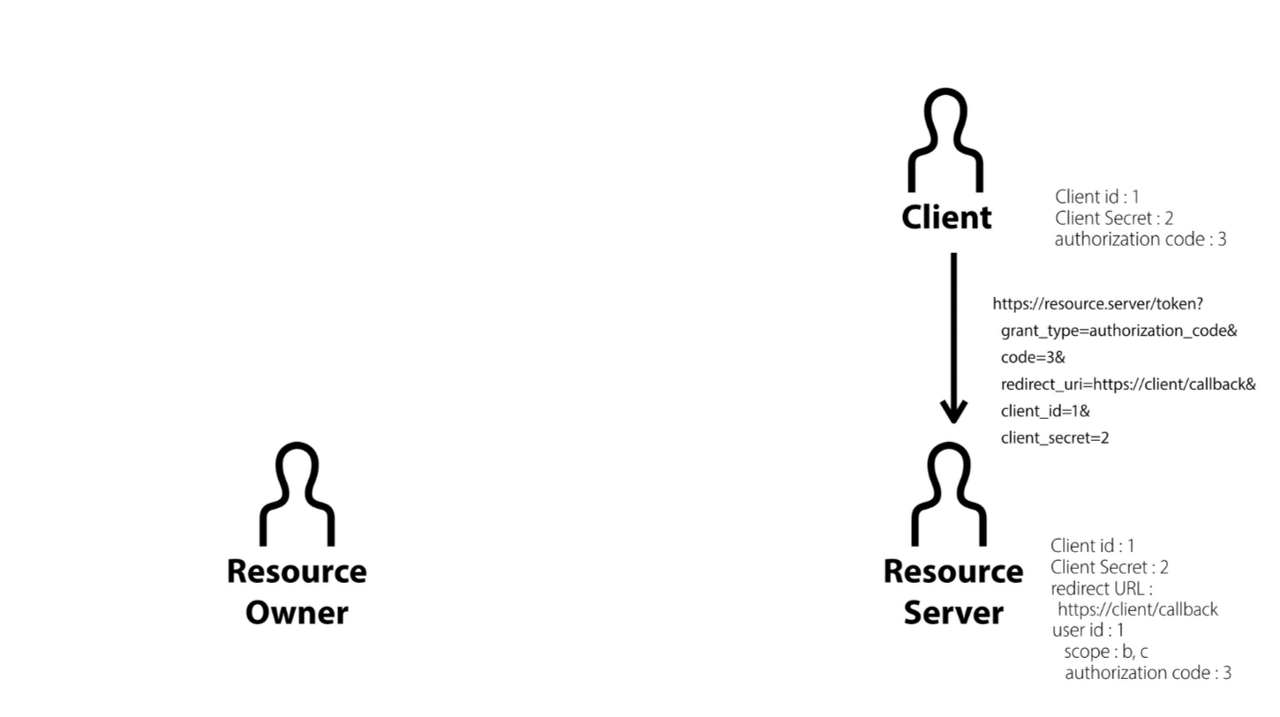 Client
Client id : 1
Client Secret : 2
authorization code : 3
https://resource.server/token?
grant_type=authorization_code&
code=3&
redirect_uri=https://client/callback&
client_id=1&
client_secret=2
Resource
Owner
Resource
Server
Client id : 1
Client Secret : 2
redirect URL :
https://client/callback
user id : 1
scope : b, c
authorization code : 3